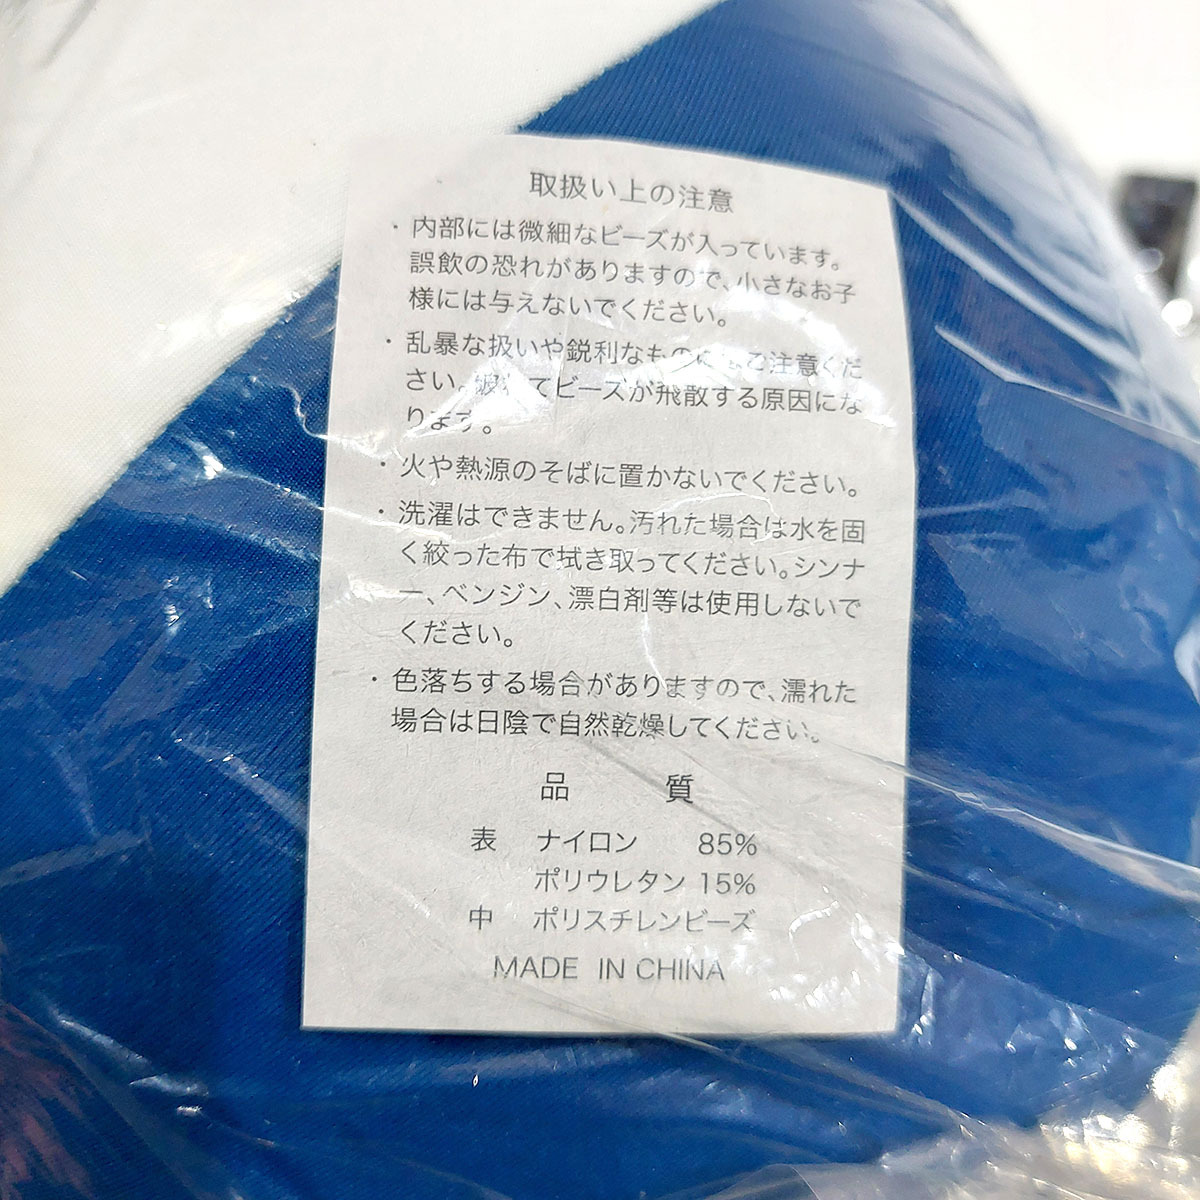 取扱い上の注意
・内部には微細なビーズが入っています。
誤飲の恐れがありますので、小さなお子
様には与えないでください。
・乱暴な扱いや鋭利なものにはご注意くだ
さい。破れてビーズが飛散する原因にな
ります。
・火や熱源のそばに置かないでください。
・洗濯はできません。汚れた場合は水を固
く絞った布で拭き取ってください。シンナ
ー、ベンジン、漂白剤等は使用しないで
ください。
・色落ちする場合がありますので、濡れた
場合は日陰で自然乾燥してください。
品 質
表 ナイロン 85%
ポリウレタン 15%
中 ポリスチレンビーズ
MADE IN CHINA